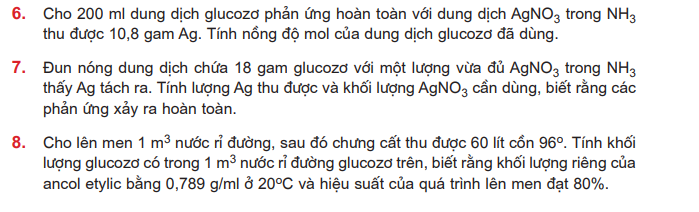 6. Cho 200 ml dung dịch glucozơ phản ứng hoàn toàn với dung dịch AgNO₃ trong NH₃
thu được 10,8 gam Ag. Tính nồng độ mol của dung dịch glucozơ đã dùng.
7. Đun nóng dung dịch chứa 18 gam glucozơ với một lượng vừa đủ AgNO₃ trong NH₃
thấy Ag tách ra. Tính lượng Ag thu được và khối lượng AgNO₃ cần dùng, biết rằng các
phản ứng xảy ra hoàn toàn.
8. Cho lên men 1 m³ nước rỉ đường, sau đó chưng cất thu được 60 lít cồn 96º. Tính khối
lượng glucozơ có trong 1 m³ nước rỉ đường glucozơ trên, biết rằng khối lượng riêng của
ancol etylic bằng 0,789 g/ml ở 20ºC và hiệu suất của quá trình lên men đạt 80%.